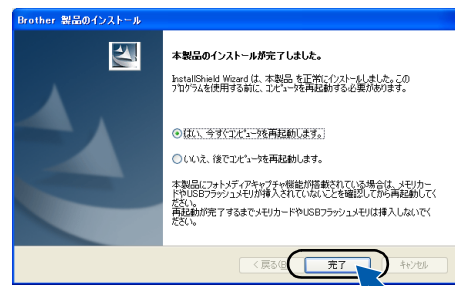 Brother 製品のインストール
本製品のインストールが完了しました。
InstallShield Wizard は、本製品 を正常にインストールしました。この
プログラムを使用する前に、コンピュータを再起動する必要があります。
はい、今すぐコンピュータを再起動します。
いいえ、後でコンピュータを再起動します。
本製品にフォトメディアキャプチャ機能が搭載されている場合は、メモリカー
ドやUSBフラッシュメモリが挿入されていないことを確認してから再起動してく
ださい。
再起動が完了するまでメモリカードやUSBフラッシュメモリは挿入しないでく
ださい。
< 戻る(B)
完了
キャンセル